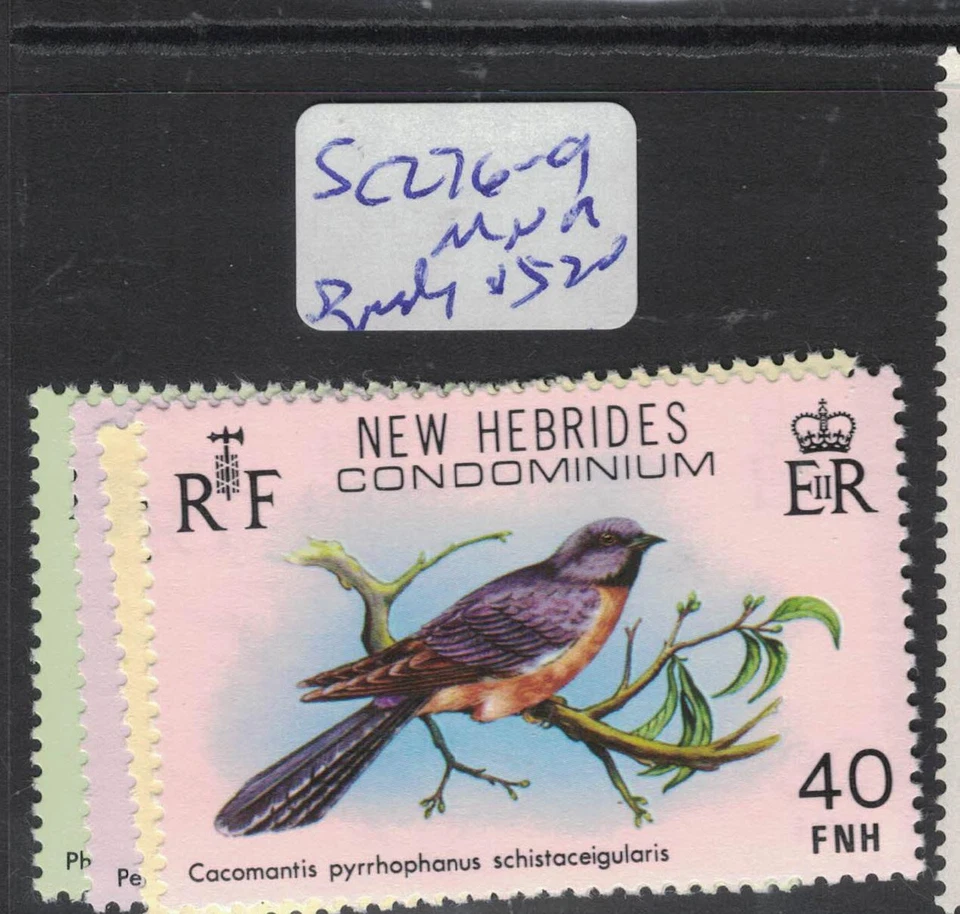 SC276-9
MNH
NEW HEBRIDES
CONDOMINIUM
RF
EIIR
40
FNH
Cacomantis pyrrhophanus schistaceigularis
Ph
Pe